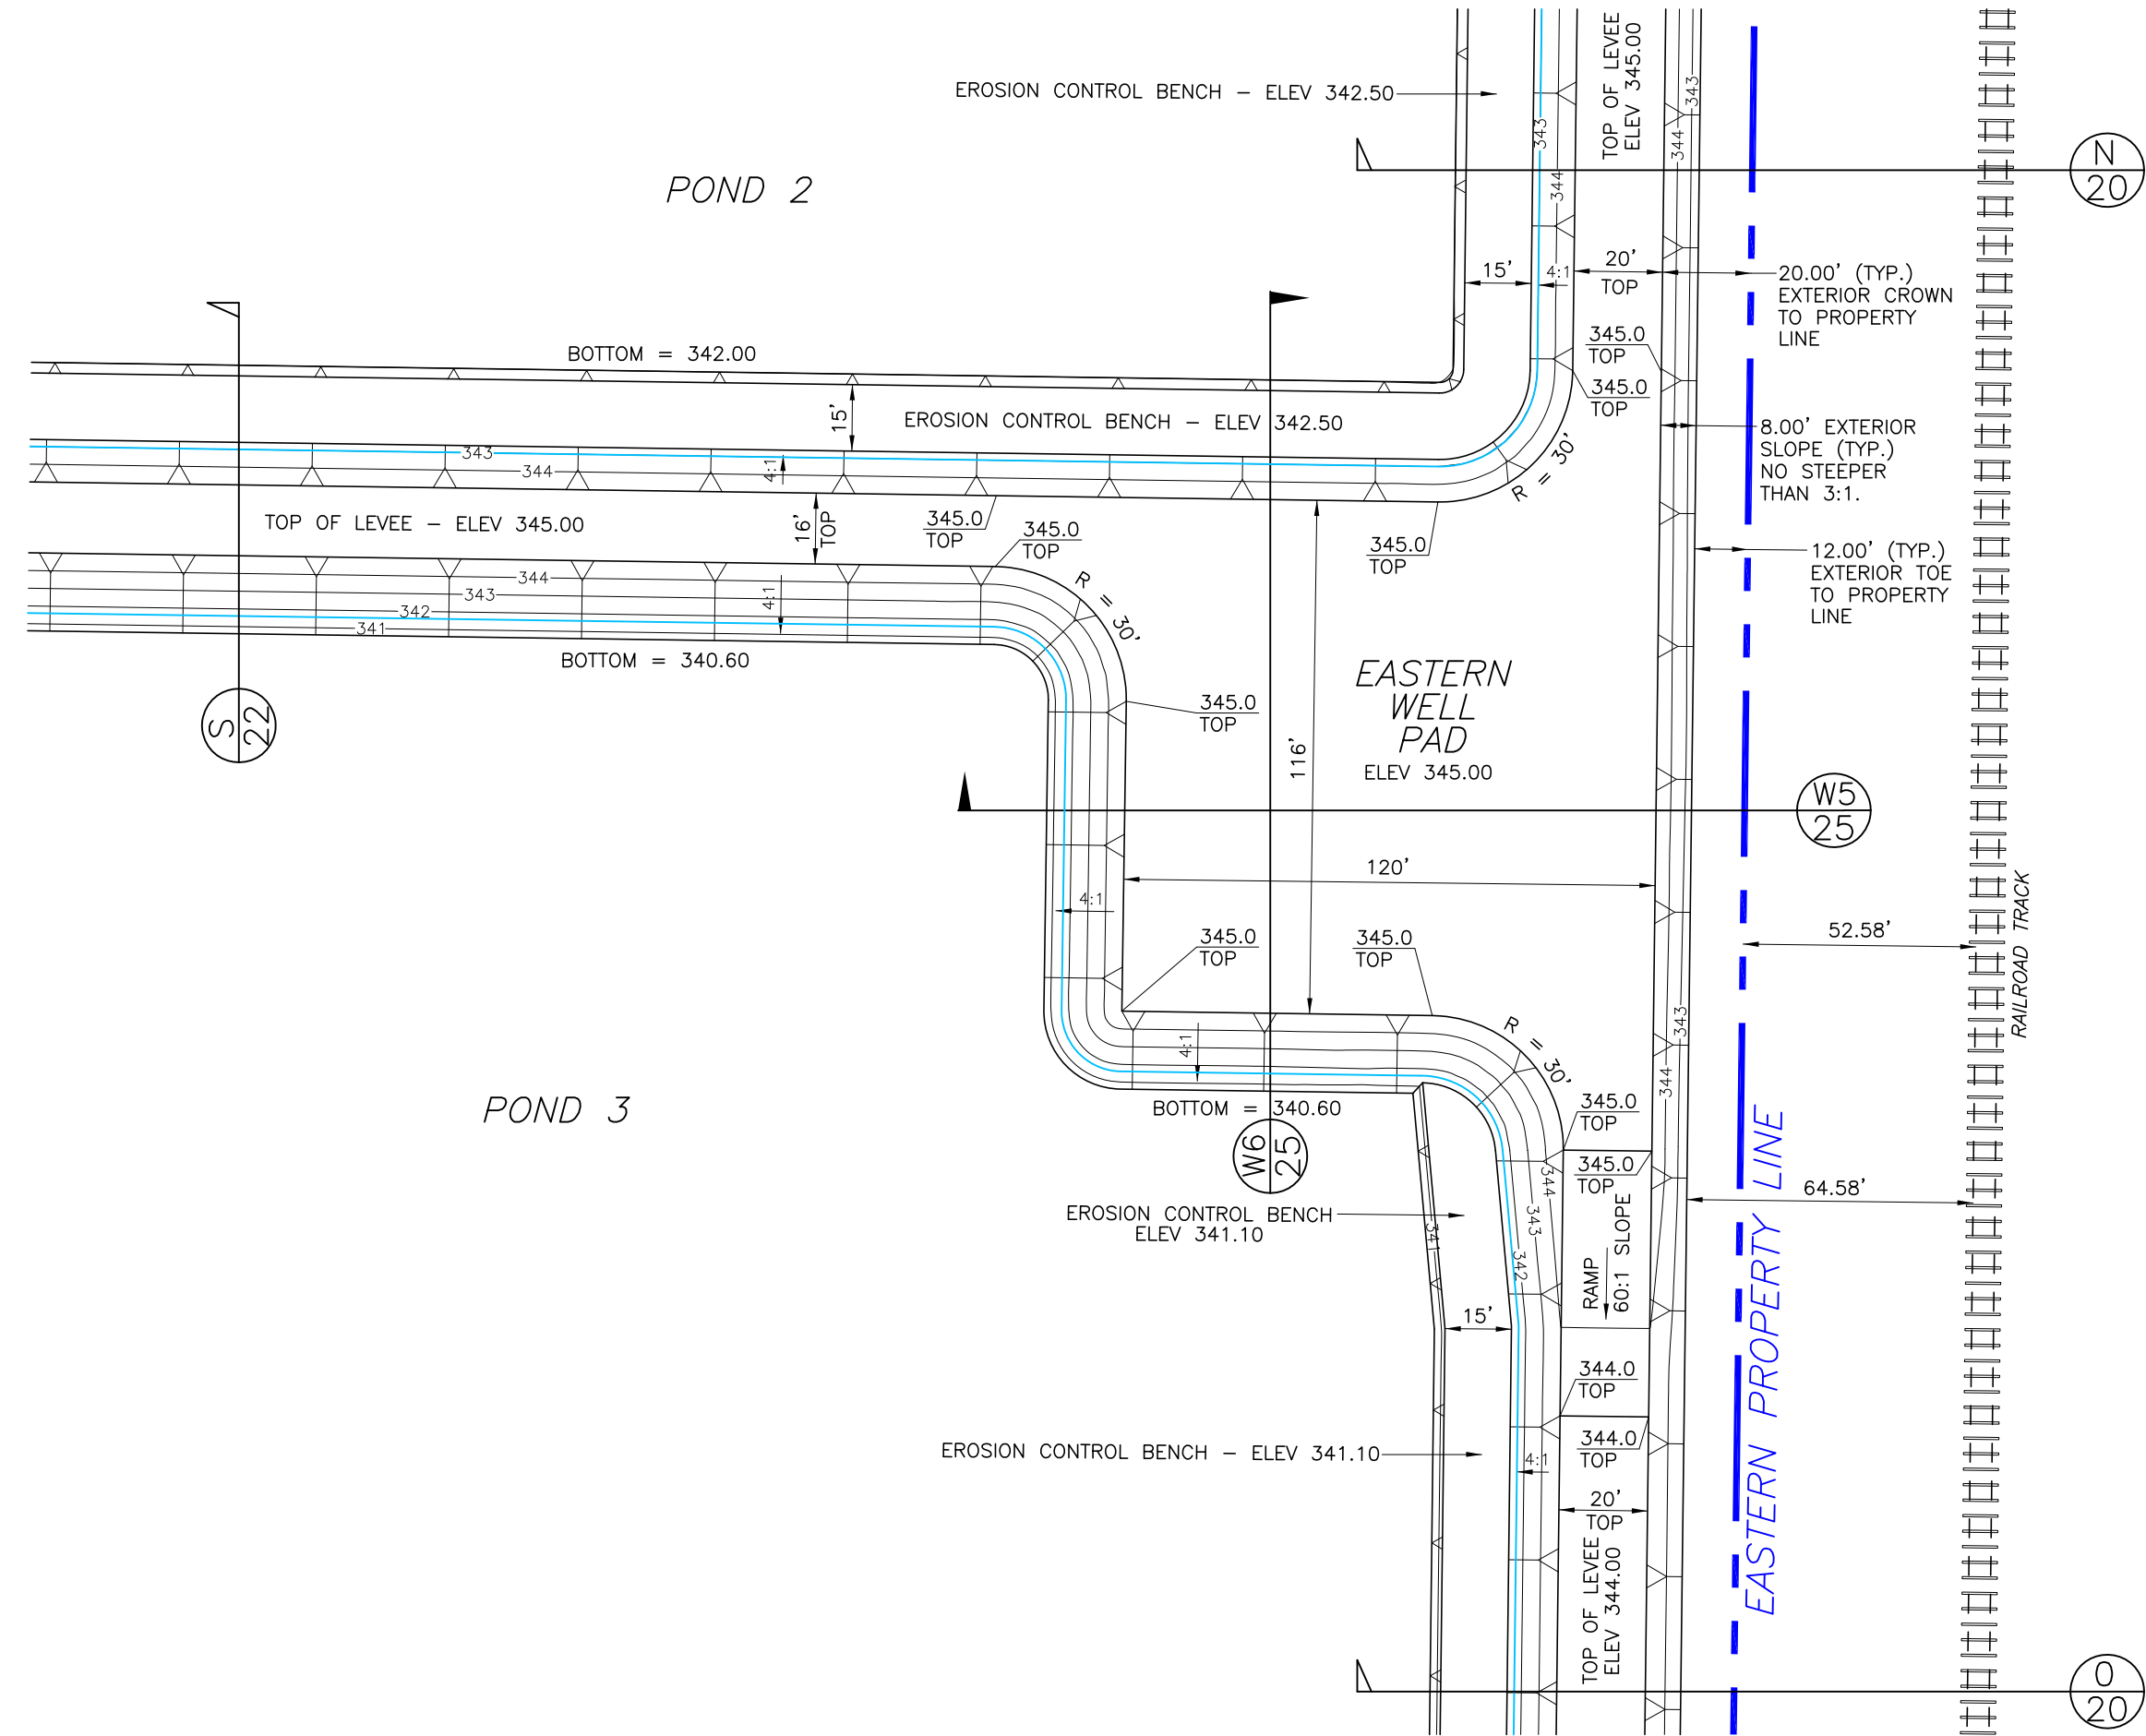 EROSION CONTROL BENCH – ELEV 342.50
TOP OF LEVEE
ELEV 345.00
343
344
343
344
N
20
POND 2
15'
4:1
20'
TOP
20.00' (TYP.)
EXTERIOR CROWN
TO PROPERTY
LINE
345.0
TOP
345.0
TOP
BOTTOM = 342.00
15'
EROSION CONTROL BENCH – ELEV 342.50
8.00' EXTERIOR
SLOPE (TYP.)
NO STEEPER
THAN 3:1.
R = 30'
343
344
4:1
TOP OF LEVEE – ELEV 345.00
16'
TOP
345.0
TOP
345.0
TOP
345.0
TOP
12.00' (TYP.)
EXTERIOR TOE
TO PROPERTY
LINE
344
343
342
341
4:1
R = 30'
BOTTOM = 340.60
S
22
345.0
TOP
EASTERN
WELL
PAD
ELEV 345.00
116'
W5
25
120'
4:1
345.0
TOP
345.0
TOP
52.58'
RAILROAD TRACK
343
344
4:1
R = 30'
POND 3
BOTTOM = 340.60
W6
25
345.0
TOP
345.0
TOP
EROSION CONTROL BENCH
ELEV 341.10
341
344
343
342
RAMP
60:1 SLOPE
64.58'
EASTERN PROPERTY LINE
15'
344.0
TOP
344.0
TOP
EROSION CONTROL BENCH – ELEV 341.10
4:1
20'
TOP
TOP OF LEVEE
ELEV 344.00
O
20